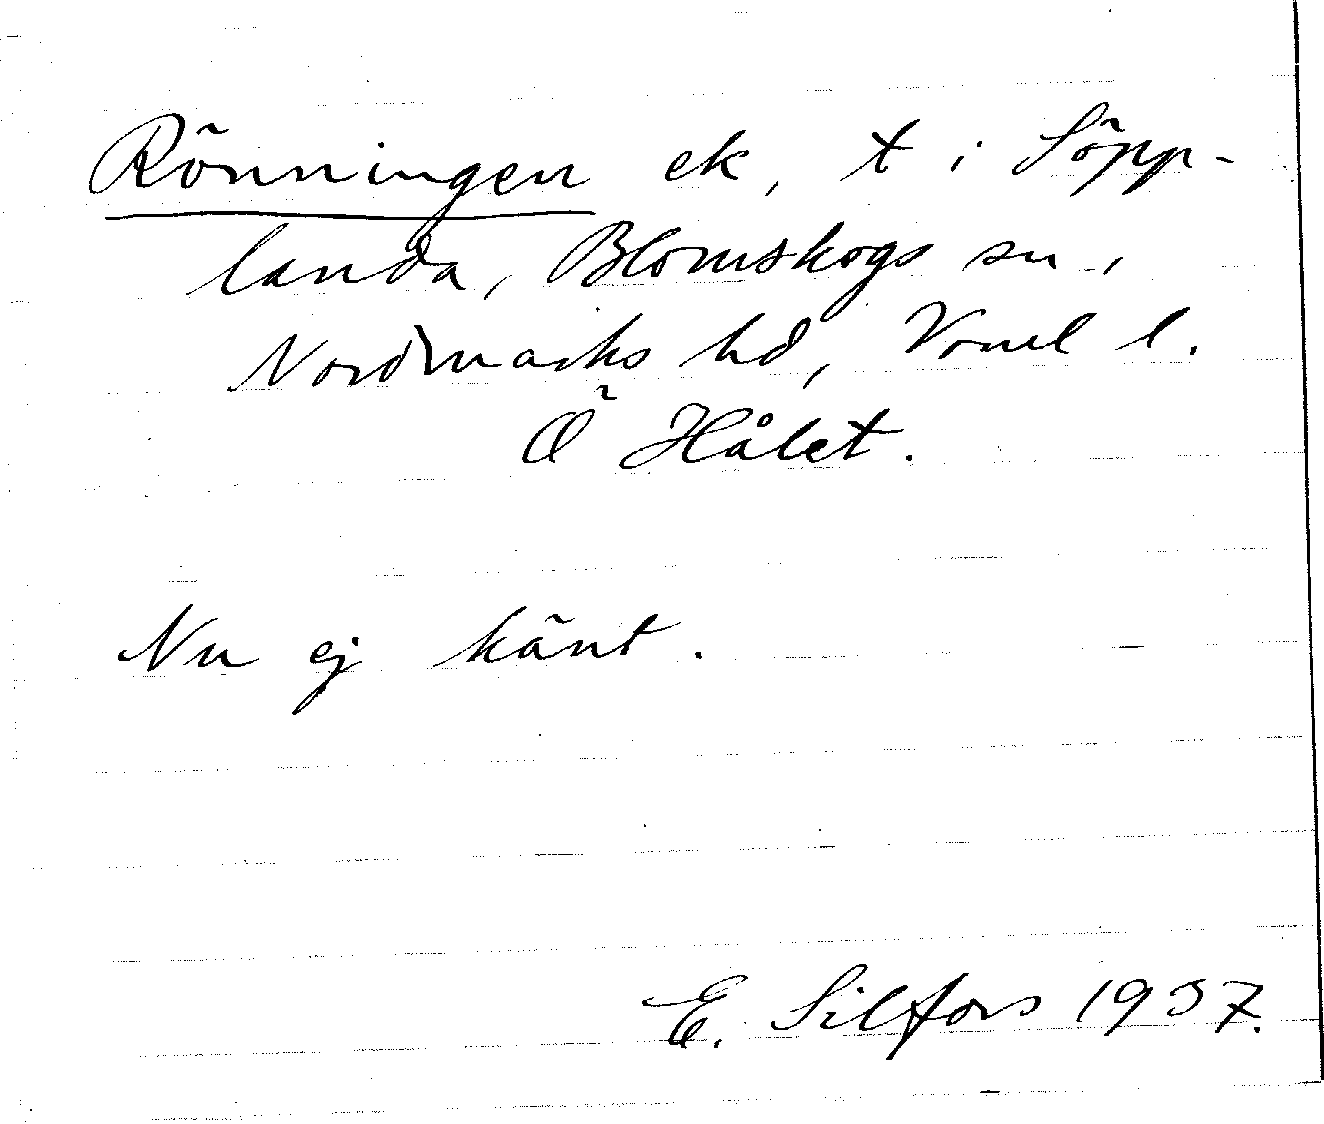 Rönningen ek, t i Söpp-
landa, Blomskogs sn,
Nordmarks hd, Vrml l.
Ö Hålet.
Nu ej känt.
E. Silfors 1937.